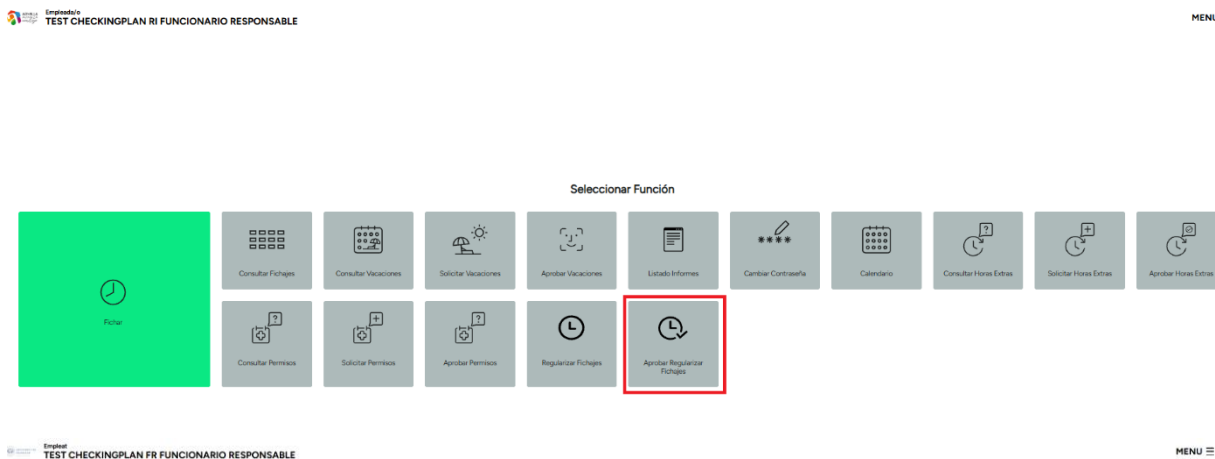 Empleada/o
TEST CHECKINGPLAN RI FUNCIONARIO RESPONSABLE
MENU
Seleccionar Función
Fichar
Consultar Fichajes
Consultar Vacaciones
Solicitar Vacaciones
Aprobar Vacaciones
Listado Informes
Cambiar Contraseña
Calendario
Consultar Horas Extras
Solicitar Horas Extras
Aprobar Horas Extras
Consultar Permisos
Solicitar Permisos
Aprobar Permisos
Regularizar Fichajes
Aprobar Regularizar
Fichajes
Empleat
TEST CHECKINGPLAN FR FUNCIONARIO RESPONSABLE
MENU